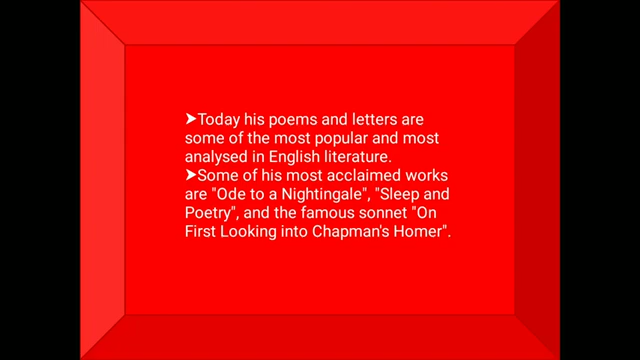 ➤Today his poems and letters are
some of the most popular and most
analysed in English literature.
➤Some of his most acclaimed works
are "Ode to a Nightingale", "Sleep and
Poetry", and the famous sonnet "On
First Looking into Chapman's Homer".